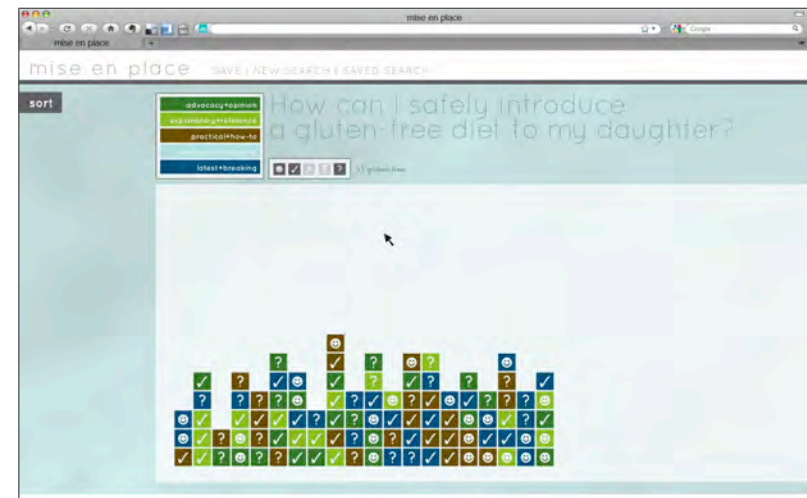 mise en place
Google
mise en place
mise en place SAVE | NEW SEARCH | SAVED SEARCH
sort
advocacy+opinion
explanatory+reference
practical+how-to
latest+breaking
How can I safely introduce
a gluten-free diet to my daughter?